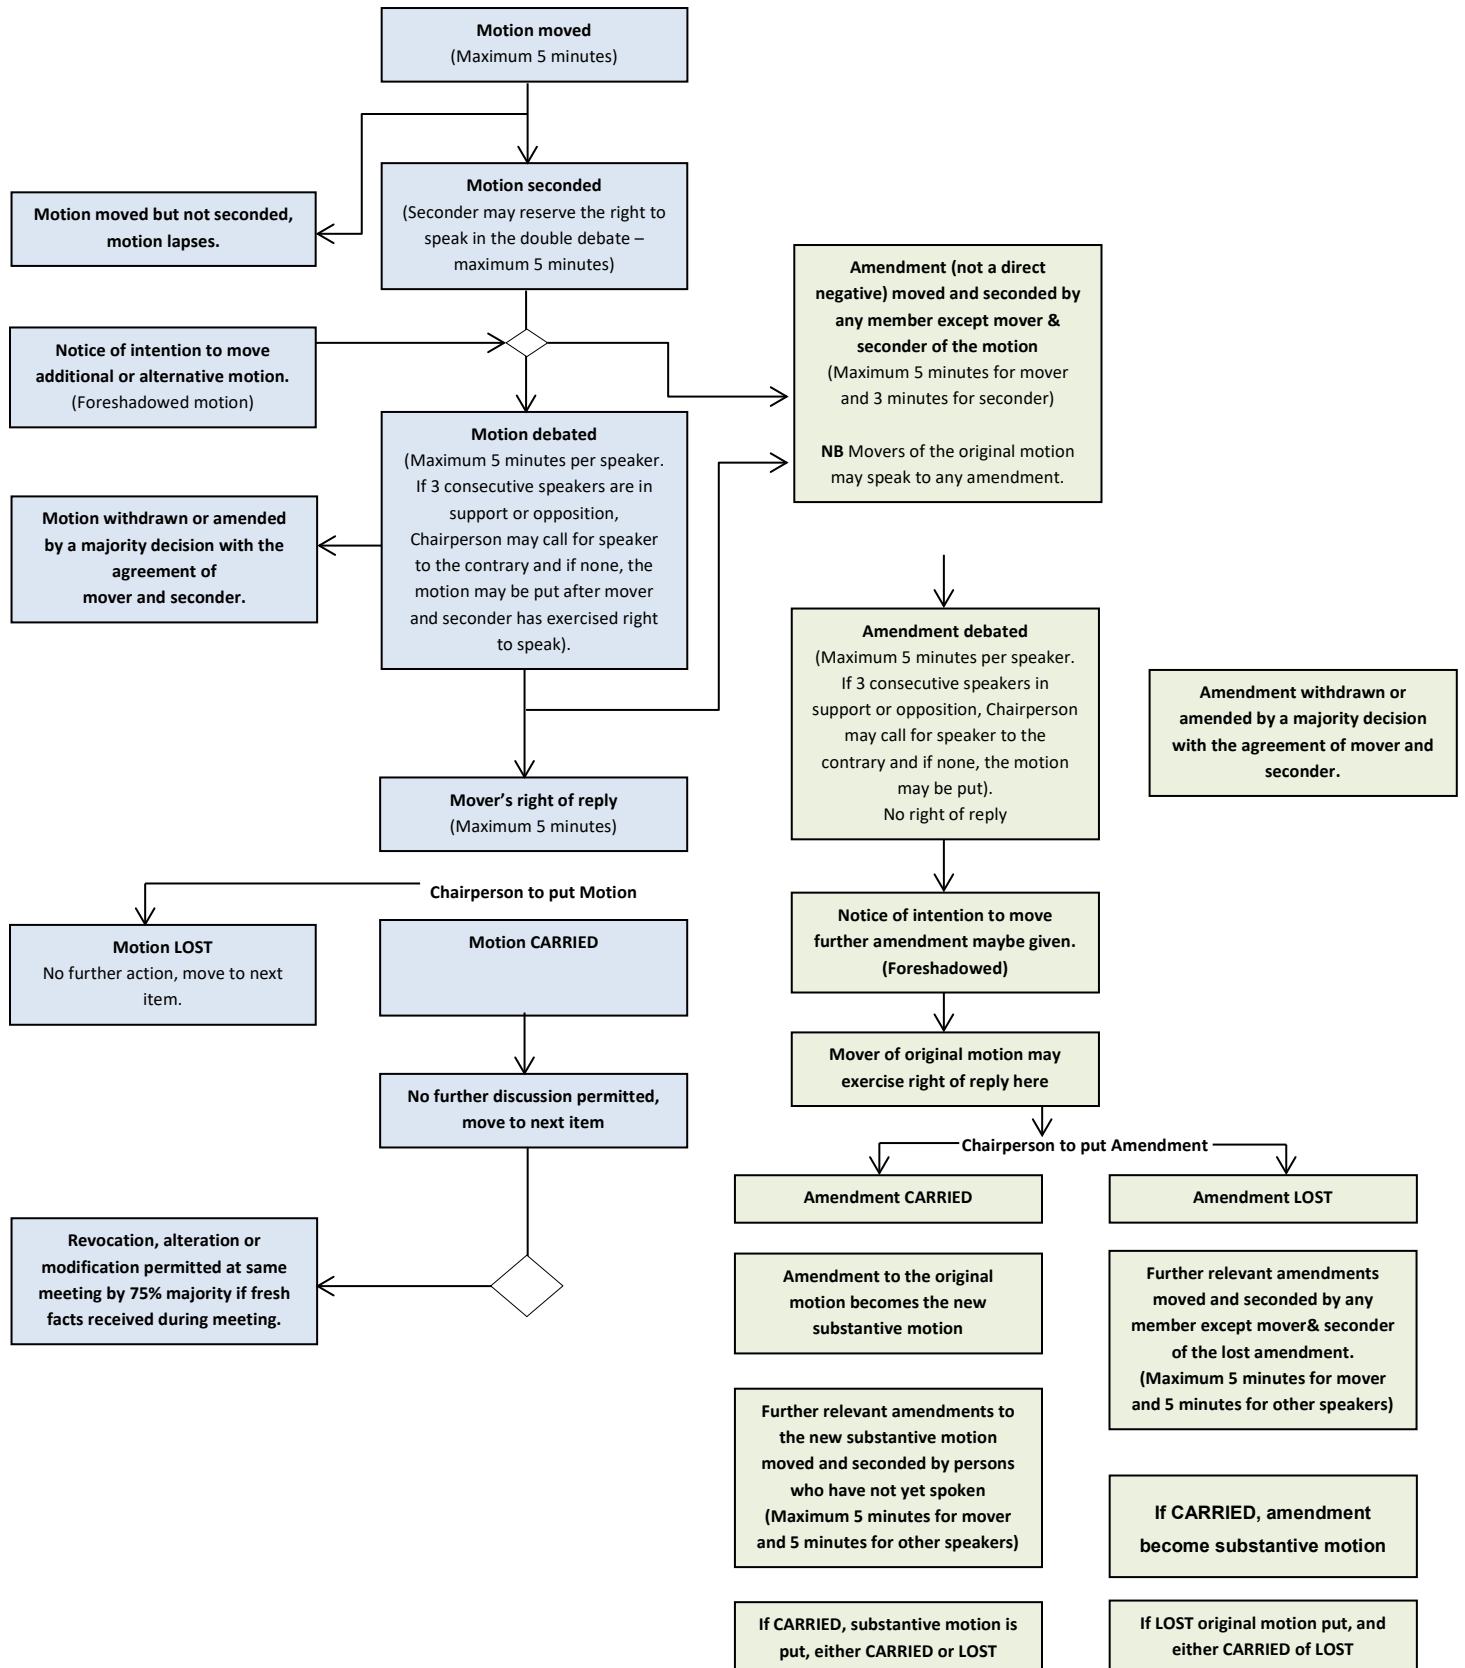 Motion moved
(Maximum 5 minutes)
Motion seconded
(Seconder may reserve the right to
speak in the double debate –
maximum 5 minutes)
Motion moved but not seconded,
motion lapses.
Notice of intention to move
additional or alternative motion.
(Foreshadowed motion)
Motion debated
(Maximum 5 minutes per speaker.
If 3 consecutive speakers are in
support or opposition,
Chairperson may call for speaker
to the contrary and if none, the
motion may be put after mover
and seconder has exercised right
to speak).
Motion withdrawn or amended
by a majority decision with the
agreement of
mover and seconder.
Mover’s right of reply
(Maximum 5 minutes)
Chairperson to put Motion
Motion LOST
No further action, move to next
item.
Motion CARRIED
No further discussion permitted,
move to next item
Revocation, alteration or
modification permitted at same
meeting by 75% majority if fresh
facts received during meeting.
Amendment (not a direct
negative) moved and seconded by
any member except mover &
seconder of the motion
(Maximum 5 minutes for mover
and 3 minutes for seconder)
NB Movers of the original motion
may speak to any amendment.
Amendment debated
(Maximum 5 minutes per speaker.
If 3 consecutive speakers in
support or opposition, Chairperson
may call for speaker to the
contrary and if none, the motion
may be put).
No right of reply
Amendment withdrawn or
amended by a majority decision
with the agreement of mover and
seconder.
Notice of intention to move
further amendment maybe given.
(Foreshadowed)
Mover of original motion may
exercise right of reply here
Chairperson to put Amendment
Amendment CARRIED
Amendment to the original
motion becomes the new
substantive motion
Further relevant amendments to
the new substantive motion
moved and seconded by persons
who have not yet spoken
(Maximum 5 minutes for mover
and 5 minutes for other speakers)
If CARRIED, substantive motion is
put, either CARRIED or LOST
Amendment LOST
Further relevant amendments
moved and seconded by any
member except mover& seconder
of the lost amendment.
(Maximum 5 minutes for mover
and 5 minutes for other speakers)
If CARRIED, amendment
become substantive motion
If LOST original motion put, and
either CARRIED of LOST